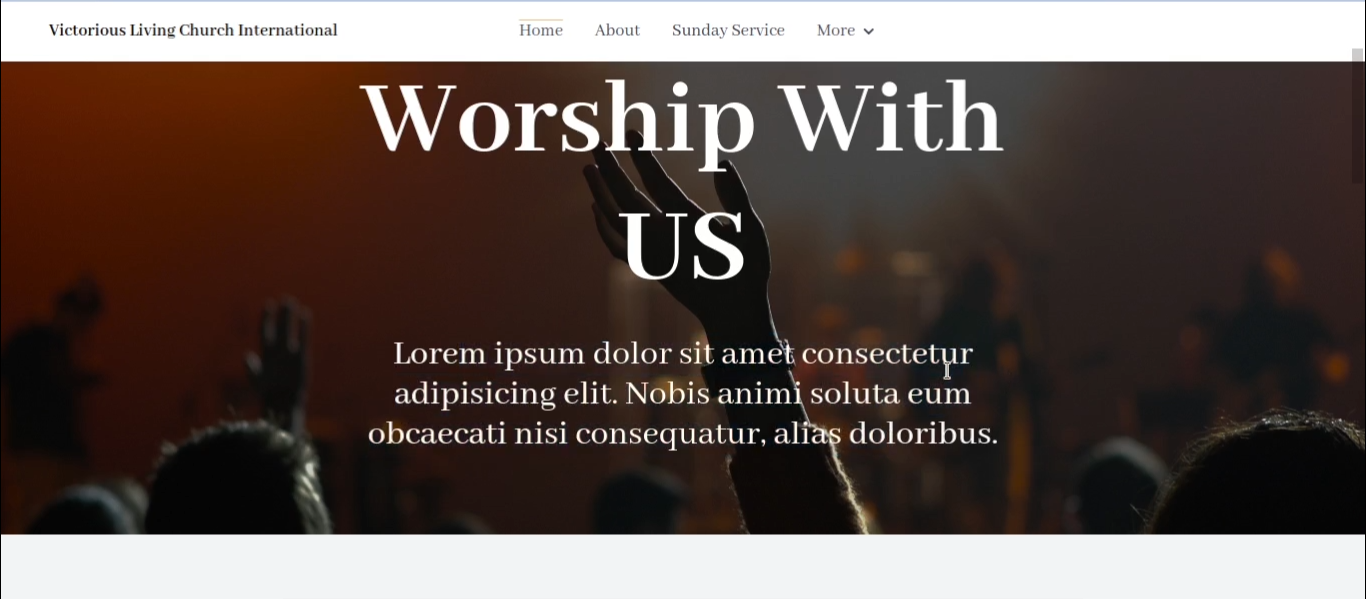 Victorious Living Church International
Home About Sunday Service More
Worship With
US
Lorem ipsum dolor sit amet consectetur
adipisicing elit. Nobis animi soluta eum
obcaecati nisi consequatur, alias doloribus.